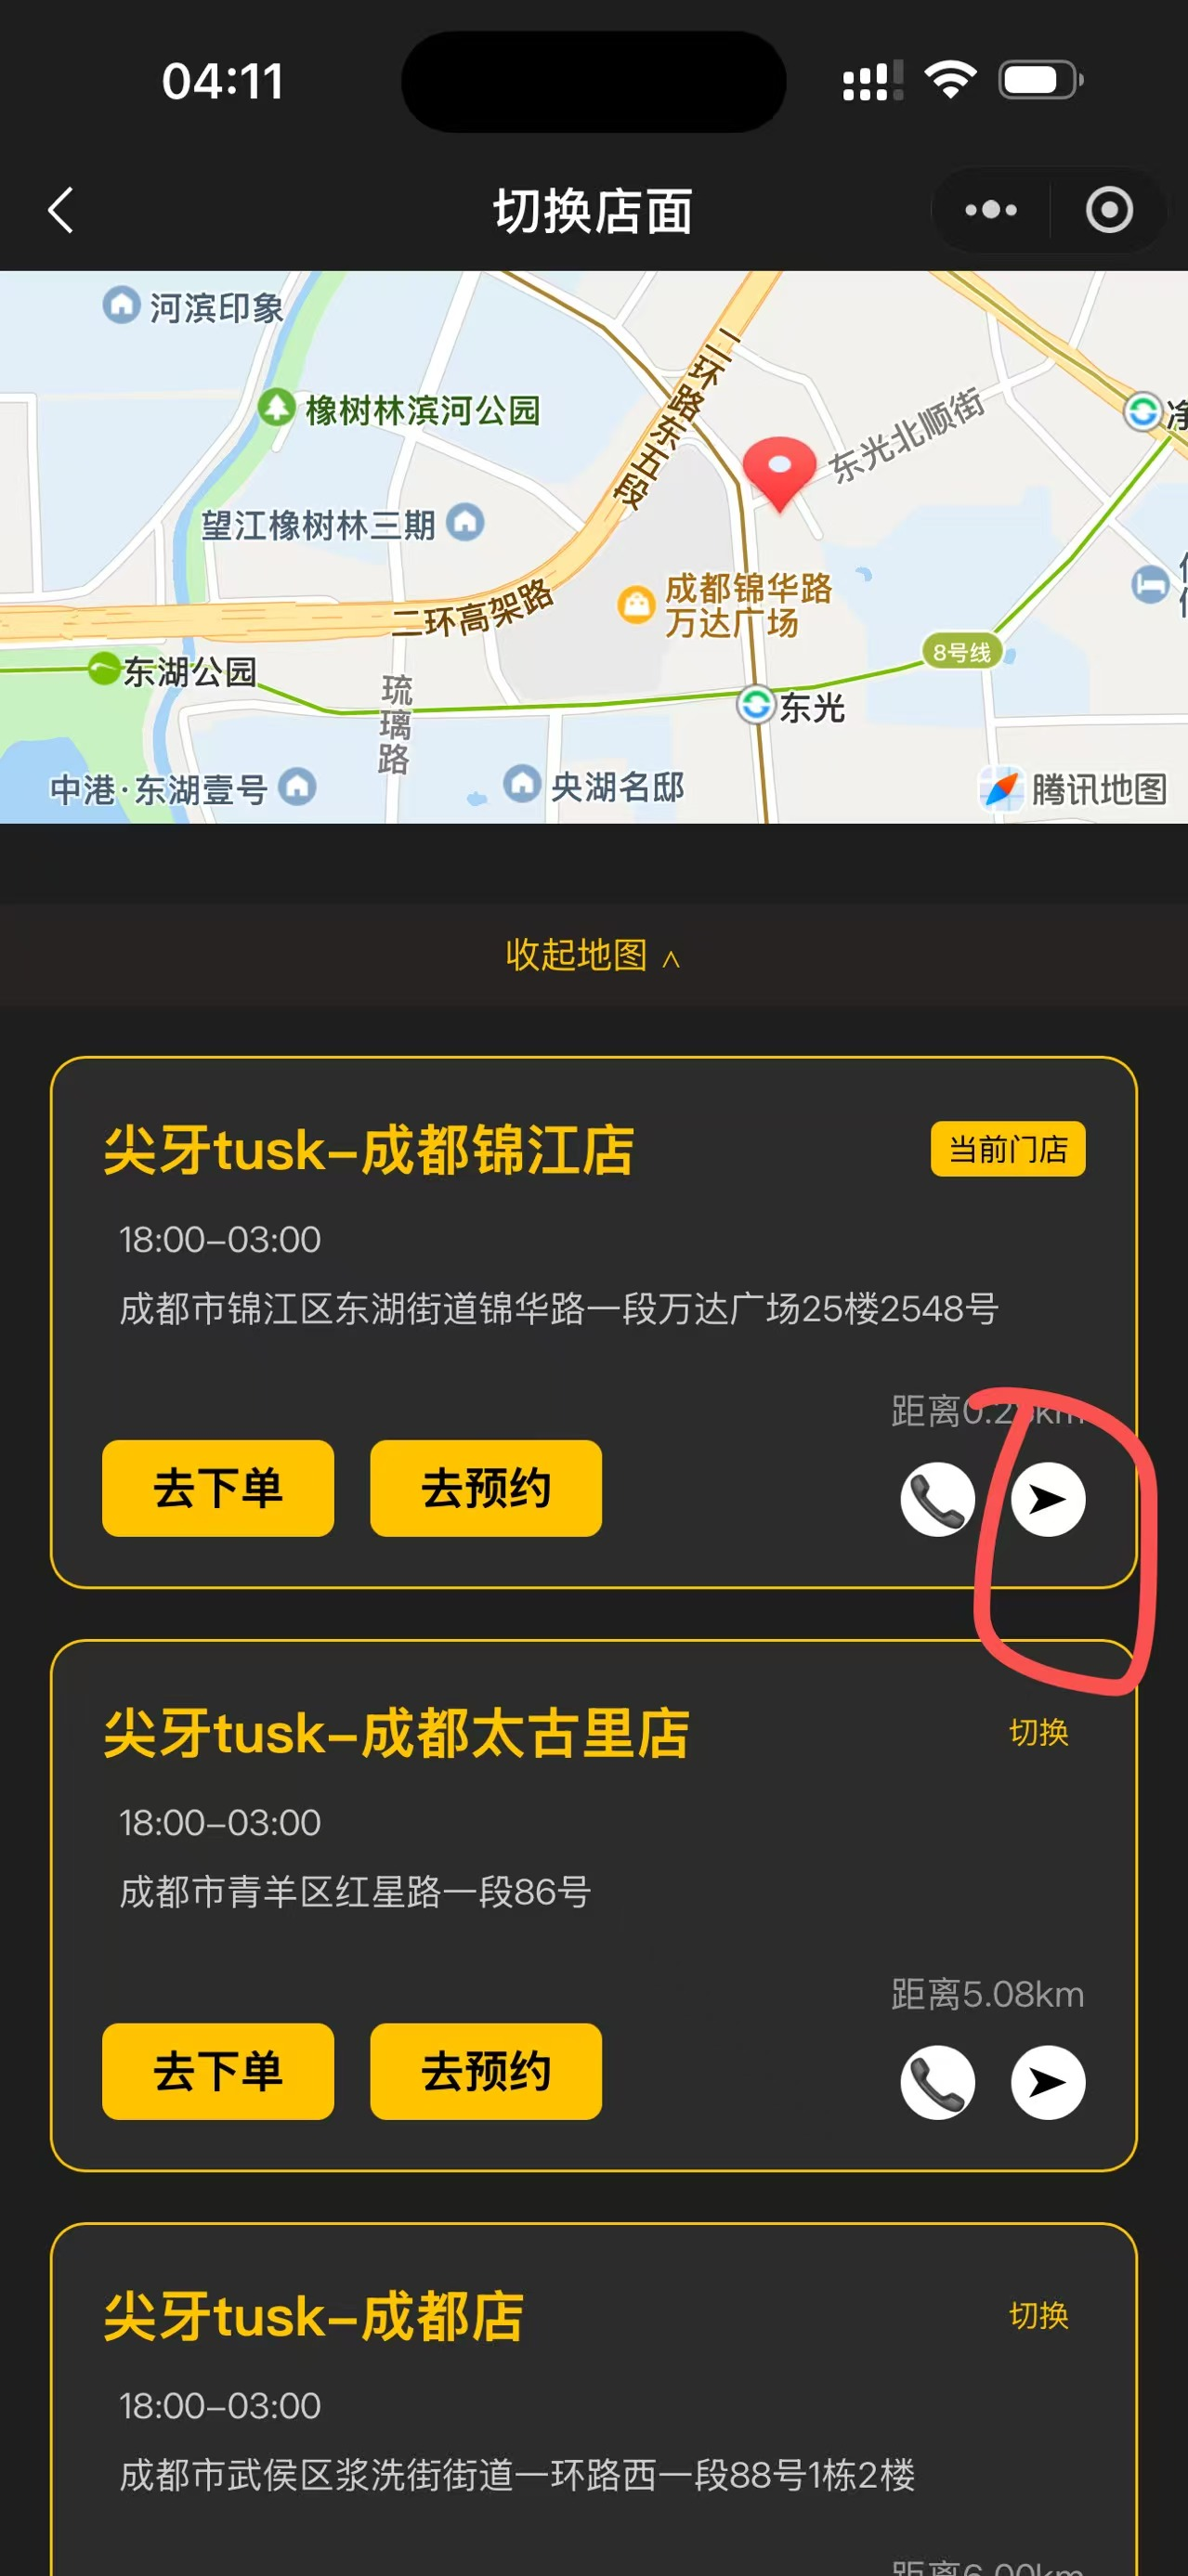 04:11
切换店面
河滨印象
橡树林滨河公园
二环路东五段
东光北顺街
净
望江橡树林三期
二环高架路
成都锦华路
万达广场
8号线
东湖公园
琉璃路
东光
中港·东湖壹号
央湖名邸
腾讯地图
收起地图 ^
尖牙tusk-成都锦江店
当前门店
18:00-03:00
成都市锦江区东湖街道锦华路一段万达广场25楼2548号
距离
去下单
去预约
尖牙tusk-成都太古里店
切换
18:00-03:00
成都市青羊区红星路一段86号
距离5.08km
去下单
去预约
尖牙tusk-成都店
切换
18:00-03:00
成都市武侯区浆洗街街道一环路西一段88号1栋2楼
距离6.00km